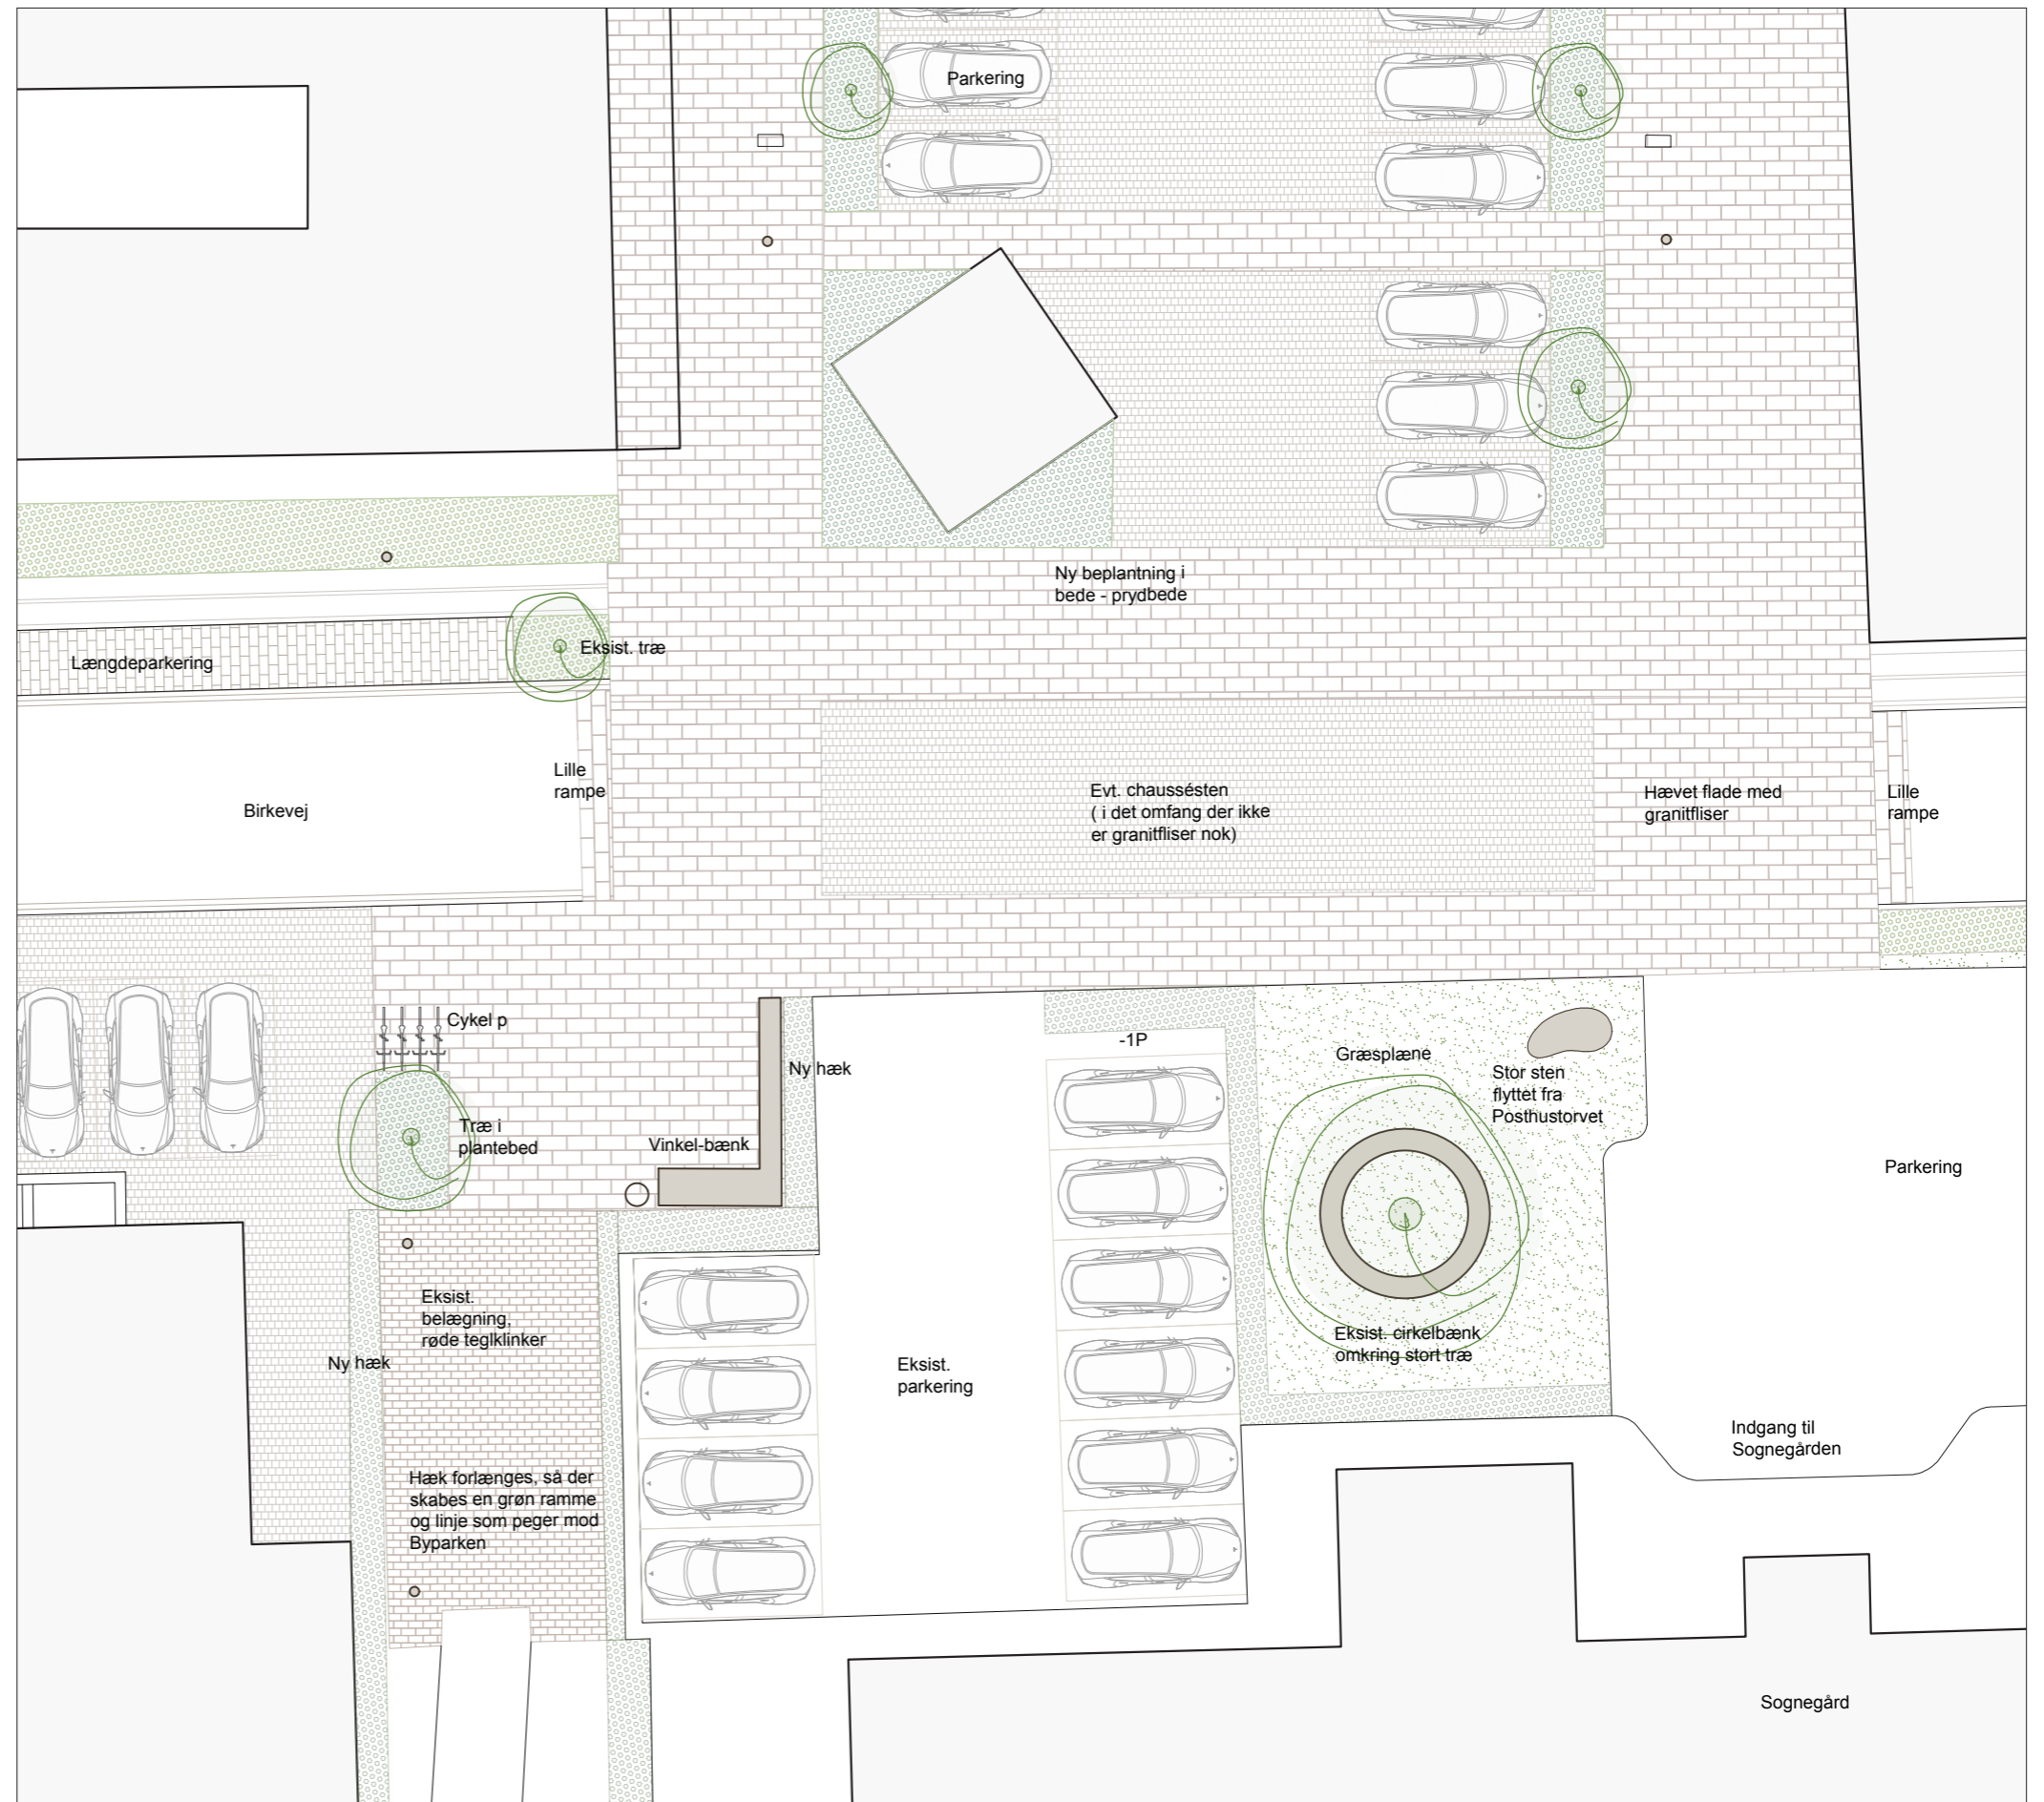 Parkering
Ny beplantning i
bede - prydbede
Eksist. træ
Længdeparkering
Lille
rampe
Birkevej
Evt. chaussésten
( i det omfang der ikke
er granitfliser nok)
Hævet flade med
granitfliser
Lille
rampe
Cykel p
-1P
Ny hæk
Græsplæne
Stor sten
flyttet fra
Posthustorvet
Træ i
plantebed
Vinkel-bænk
Parkering
Eksist.
belægning,
røde teglklinker
Eksist. cirkelbænk
omkring stort træ
Ny hæk
Eksist.
parkering
Indgang til
Sognegården
Hæk forlænges, så der
skabes en grøn ramme
og linje som peger mod
Byparken
Sognegård